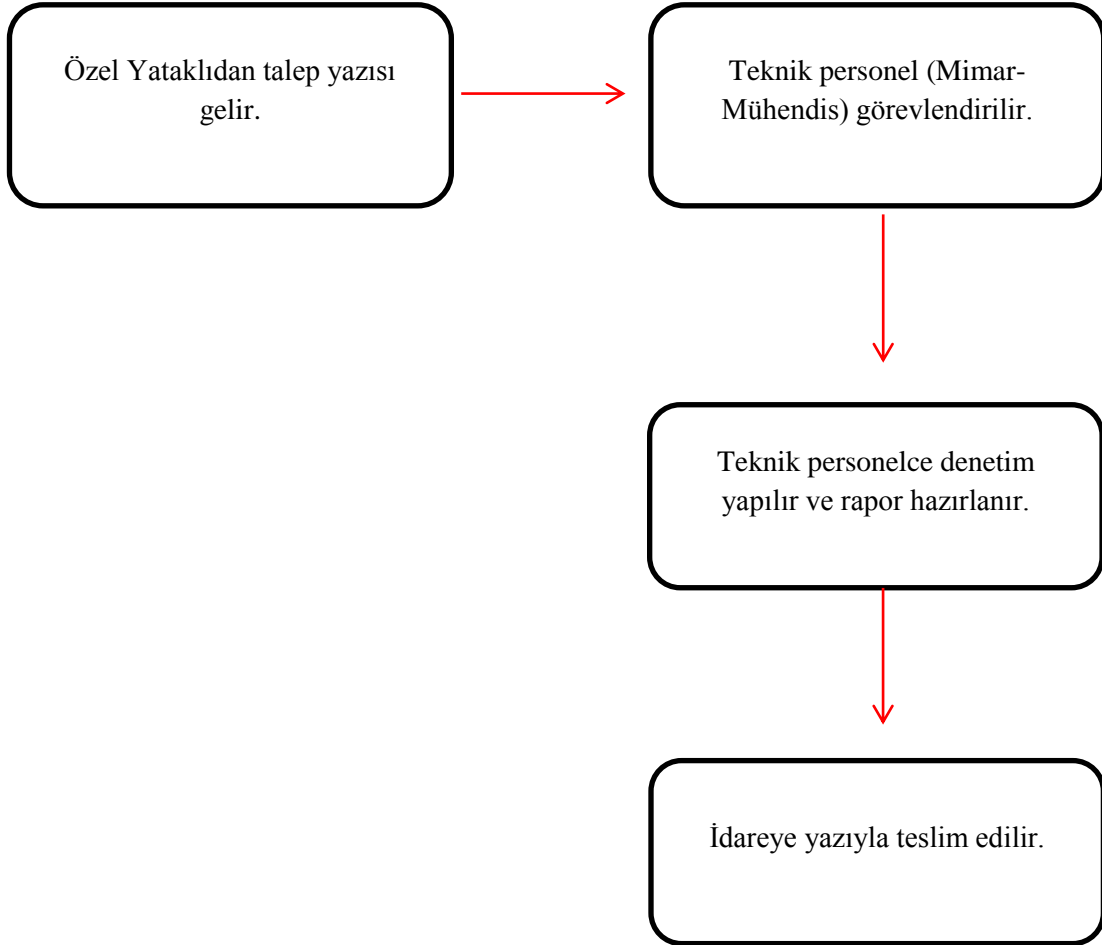 Özel Yataklıdan talep yazısı
gelir.
Teknik personel (Mimar-
Mühendis) görevlendirilir.
Teknik personelce denetim
yapılır ve rapor hazırlanır.
İdareye yazıyla teslim edilir.